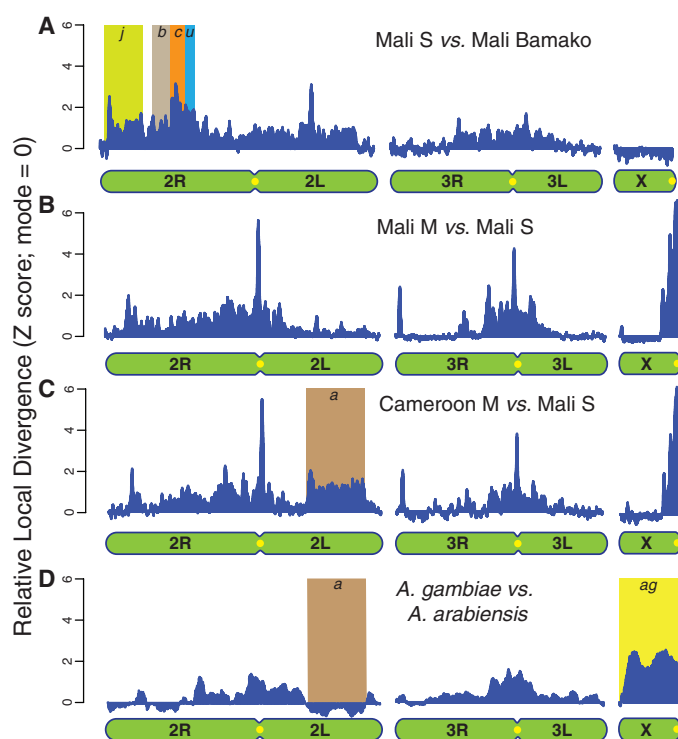 Relative Local Divergence (Z score; mode = 0)
A
6
4
2
0
j
b
c
u
Mali S vs. Mali Bamako
2R
2L
3R
3L
X
B
6
4
2
0
Mali M vs. Mali S
2R
2L
3R
3L
X
C
6
4
2
0
a
Cameroon M vs. Mali S
2R
2L
3R
3L
X
D
6
4
2
0
a
A. gambiae vs.
A. arabiensis
ag
2R
2L
3R
3L
X